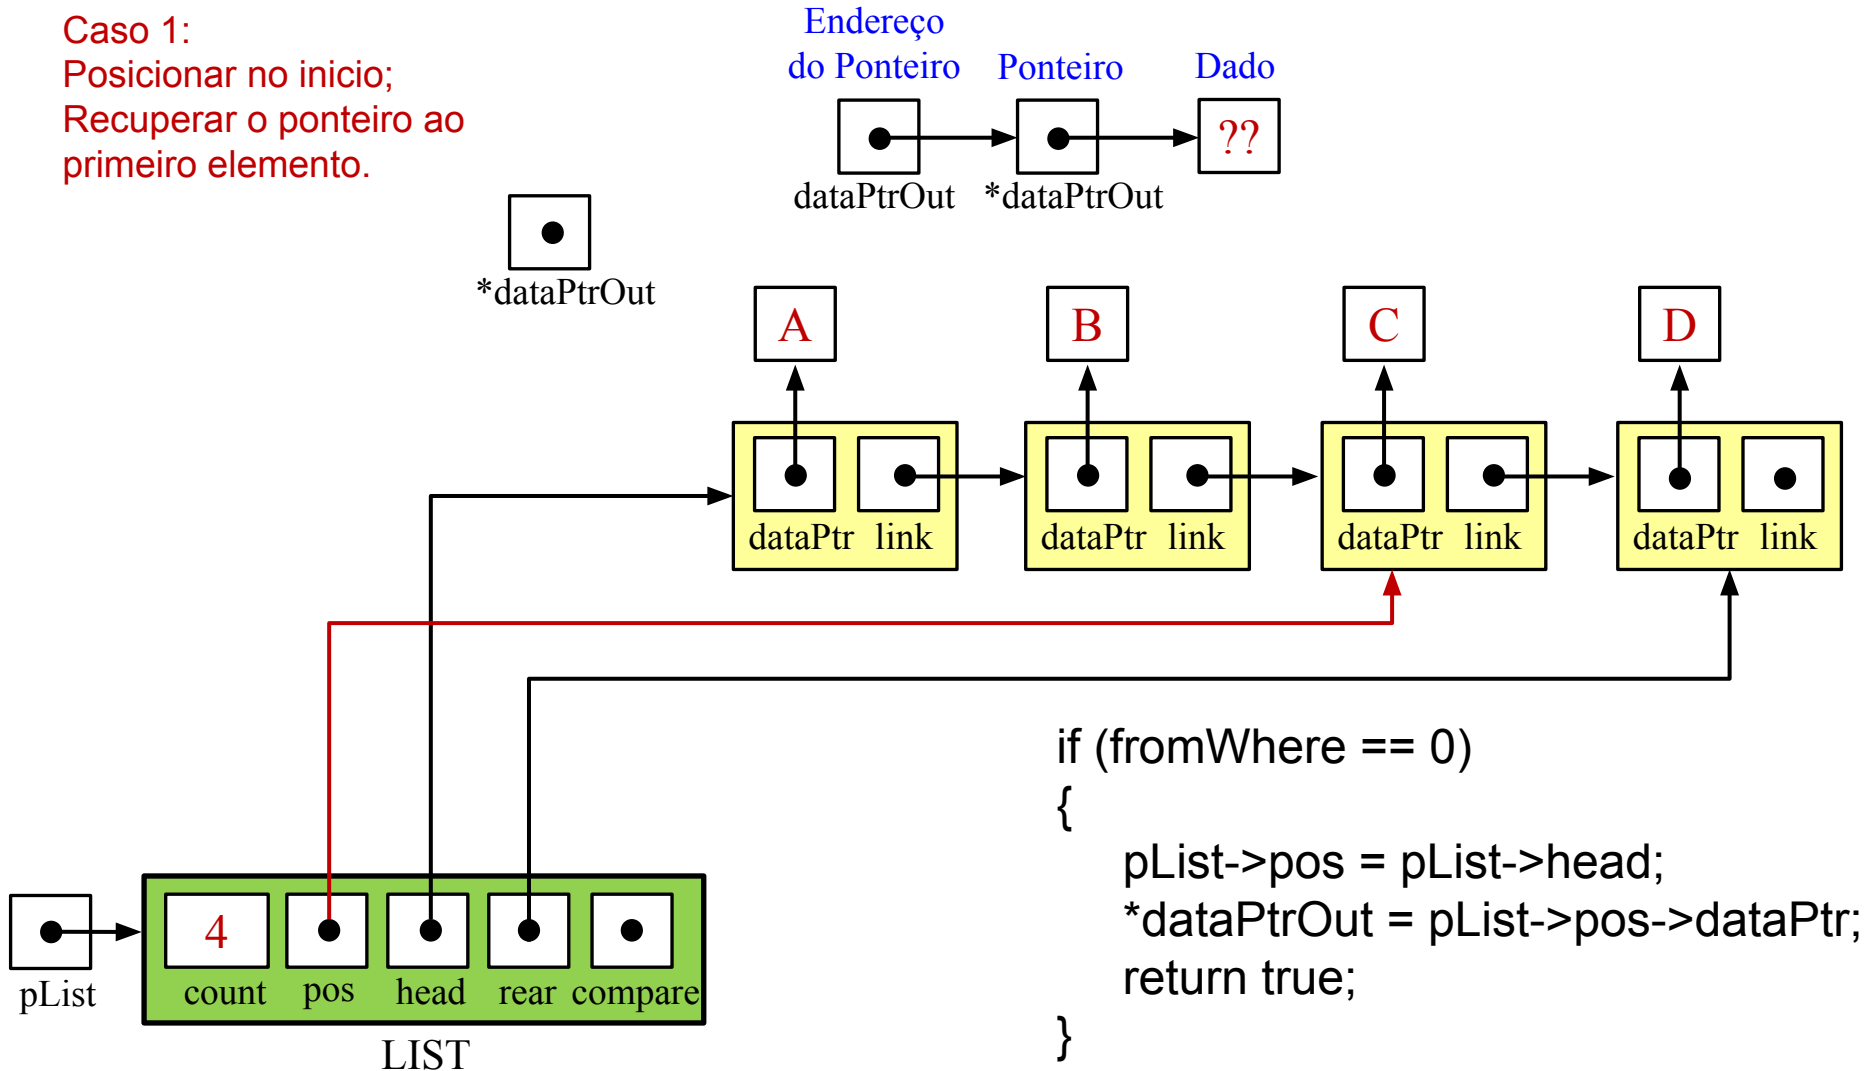 Caso 1:
Posicionar no inicio;
Recuperar o ponteiro ao
primeiro elemento.
Endereço
do Ponteiro
Ponteiro
Dado
??
dataPtrOut
*dataPtrOut
*dataPtrOut
A
B
C
D
dataPtr link
dataPtr link
dataPtr link
dataPtr link
if (fromWhere == 0)
{
pList->pos = pList->head;
*dataPtrOut = pList->pos->dataPtr;
return true;
}
4
pList
count pos head rear compare
LIST